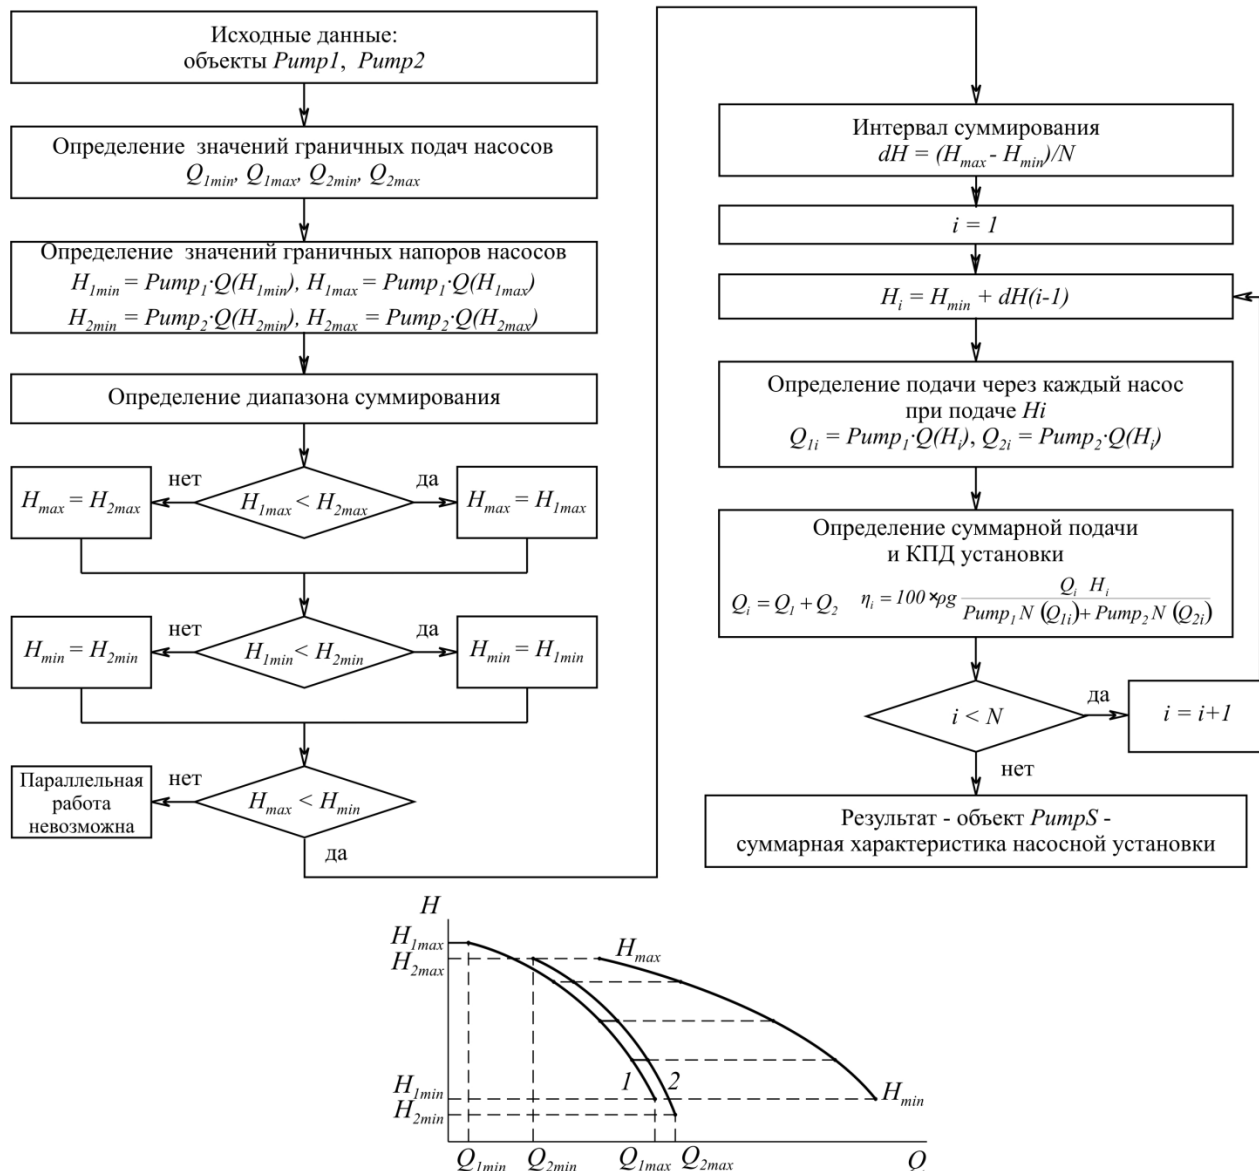 Исходные данные:
объекты Pump1, Pump2
Определение значений граничных подач насосов
Q1min, Q1max, Q2min, Q2max
Определение значений граничных напоров насосов
H1min = Pump1·Q(H1min), H1max = Pump1·Q(H1max)
H2min = Pump2·Q(H2min), H2max = Pump2·Q(H2max)
Определение диапазона суммирования
нет
да
Hmax = H2max
H1max < H2max
Hmax = H1max
нет
да
Hmin = H2min
H1min < H2min
Hmin = H1min
Параллельная
работа
невозможна
нет
Hmax < Hmin
да
Интервал суммирования
dH = (Hmax - Hmin)/N
i = 1
Hi = Hmin + dH(i-1)
Определение подачи через каждый насос
при подаче Hi
Q1i = Pump1·Q(Hi), Q2i = Pump2·Q(Hi)
Определение суммарной подачи
и КПД установки
Qi = Q1 + Q2
ηi = 100 × ρg Qi Hi / Pump1 N (Q1i) + Pump2 N (Q2i)
i < N
да
i = i+1
нет
Результат - объект PumpS -
суммарная характеристика насосной установки
H
H1max
H2max
Hmax
H1min
H2min
1
2
Hmin
Q1min
Q2min
Q1max
Q2max
Q